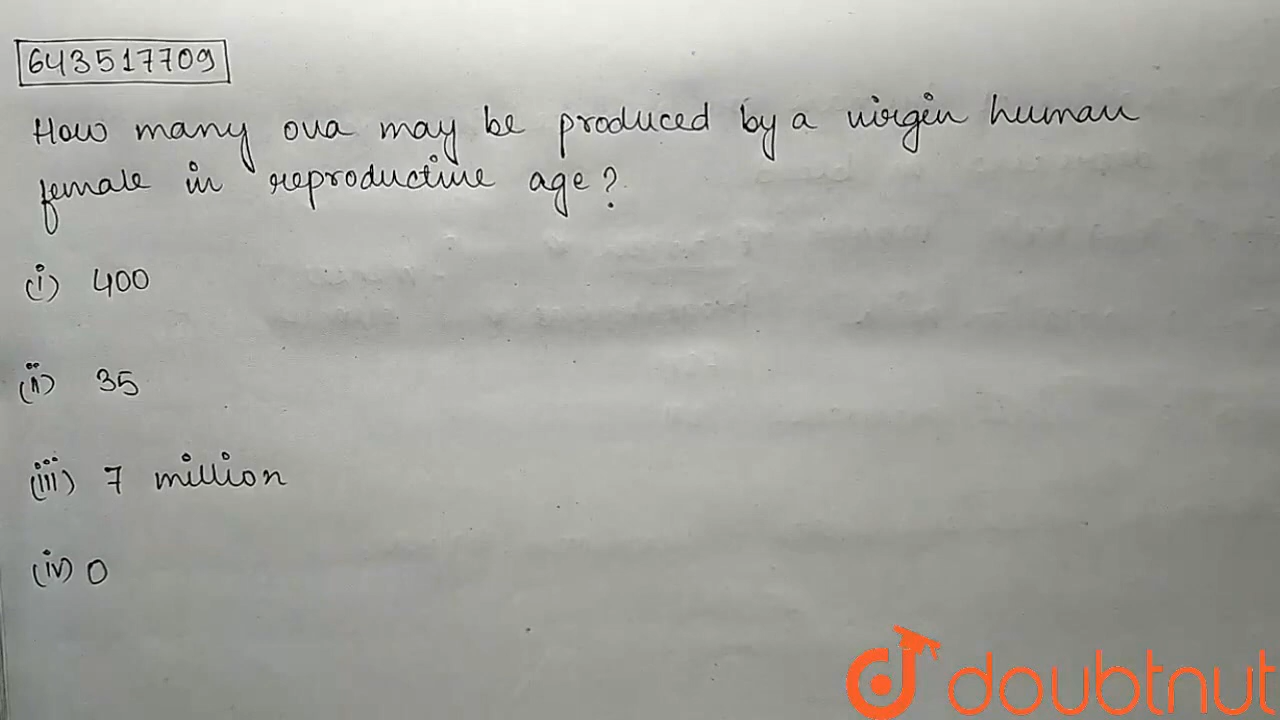 643517709
How many ova may be produced by a virgin human
female in reproductive age?
(i) 400
(ii) 35
(iii) 7 million
(iv) 0
doubtnut